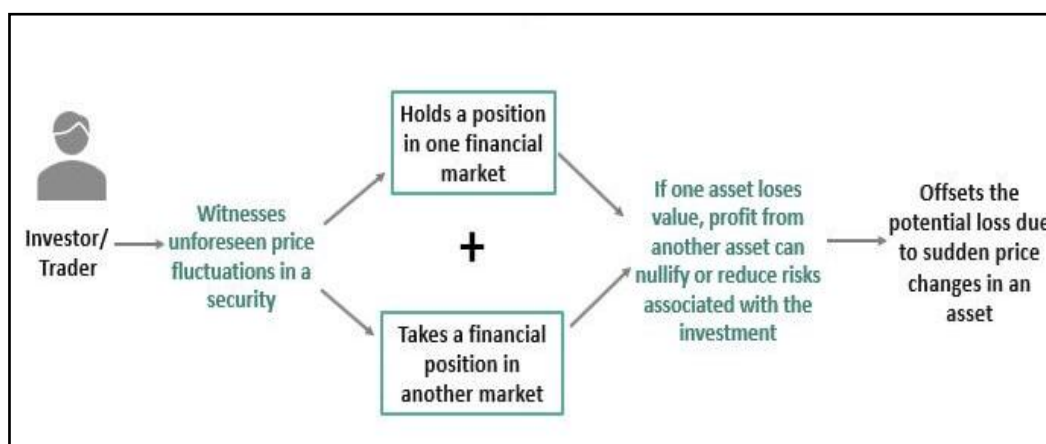 Investor/
Trader
Witnesses
unforeseen price
fluctuations in a
security
Holds a position
in one financial
market
+
Takes a financial
position in
another market
If one asset loses
value, profit from
another asset can
nullify or reduce risks
associated with the
investment
Offsets the
potential loss due
to sudden price
changes in an
asset